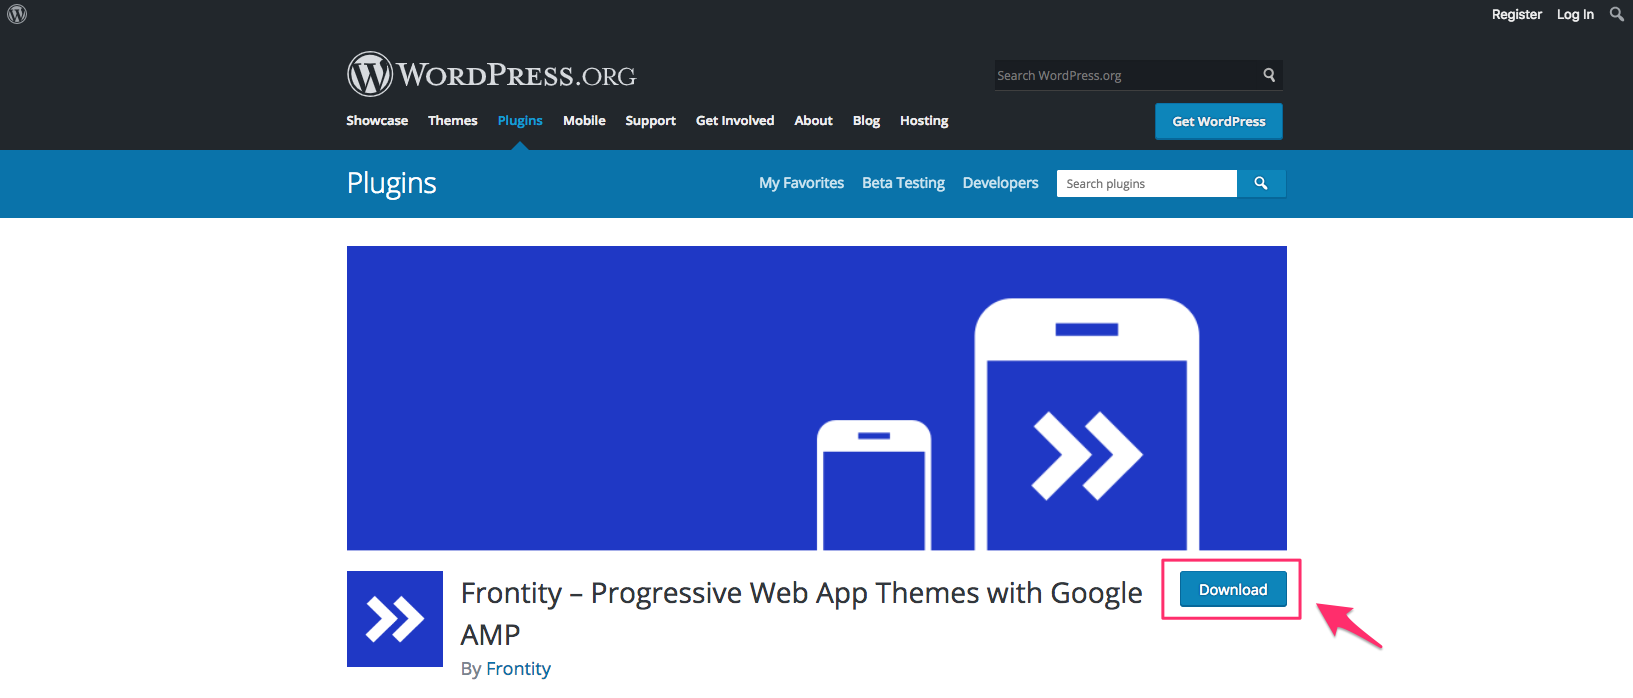 Register Log In
WORDPRESS.ORG
Search WordPress.org
Showcase Themes Plugins Mobile Support Get Involved About Blog Hosting
Get WordPress
Plugins
My Favorites Beta Testing Developers
Search plugins
Frontity – Progressive Web App Themes with Google
AMP
By Frontity
Download